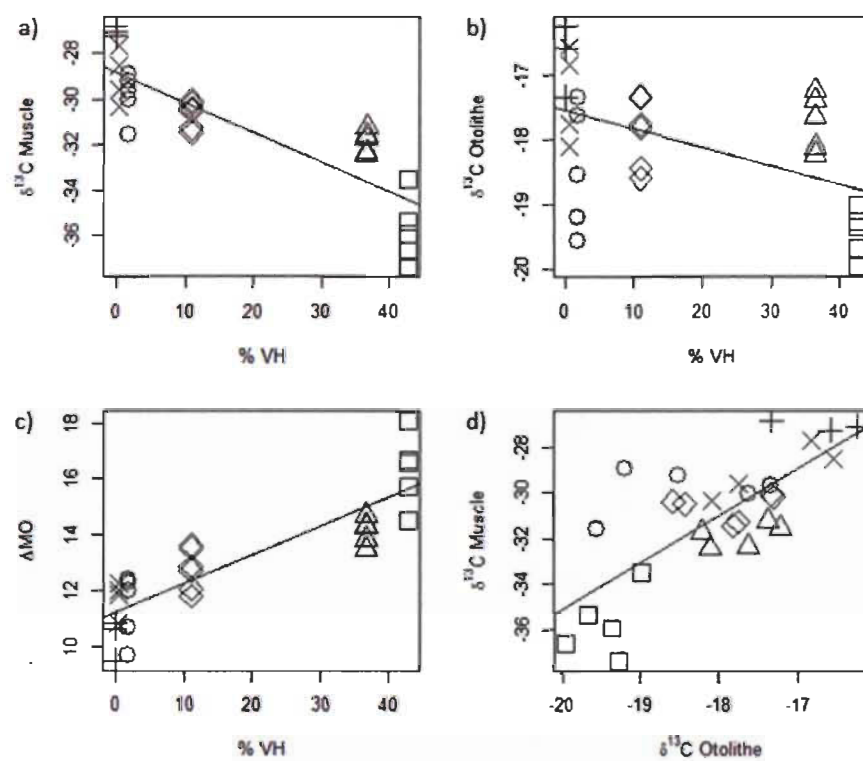 a)
δ¹³C Muscle
-28
-30
-32
-34
-36
0 10 20 30 40
% VH
b)
δ¹³C Otolithe
-17
-18
-19
-20
0 10 20 30 40
% VH
c)
ΔMO
18
16
14
12
10
0 10 20 30 40
% VH
d)
δ¹³C Muscle
-28
-30
-32
-34
-36
-20 -19 -18 -17
δ¹³C Otolithe